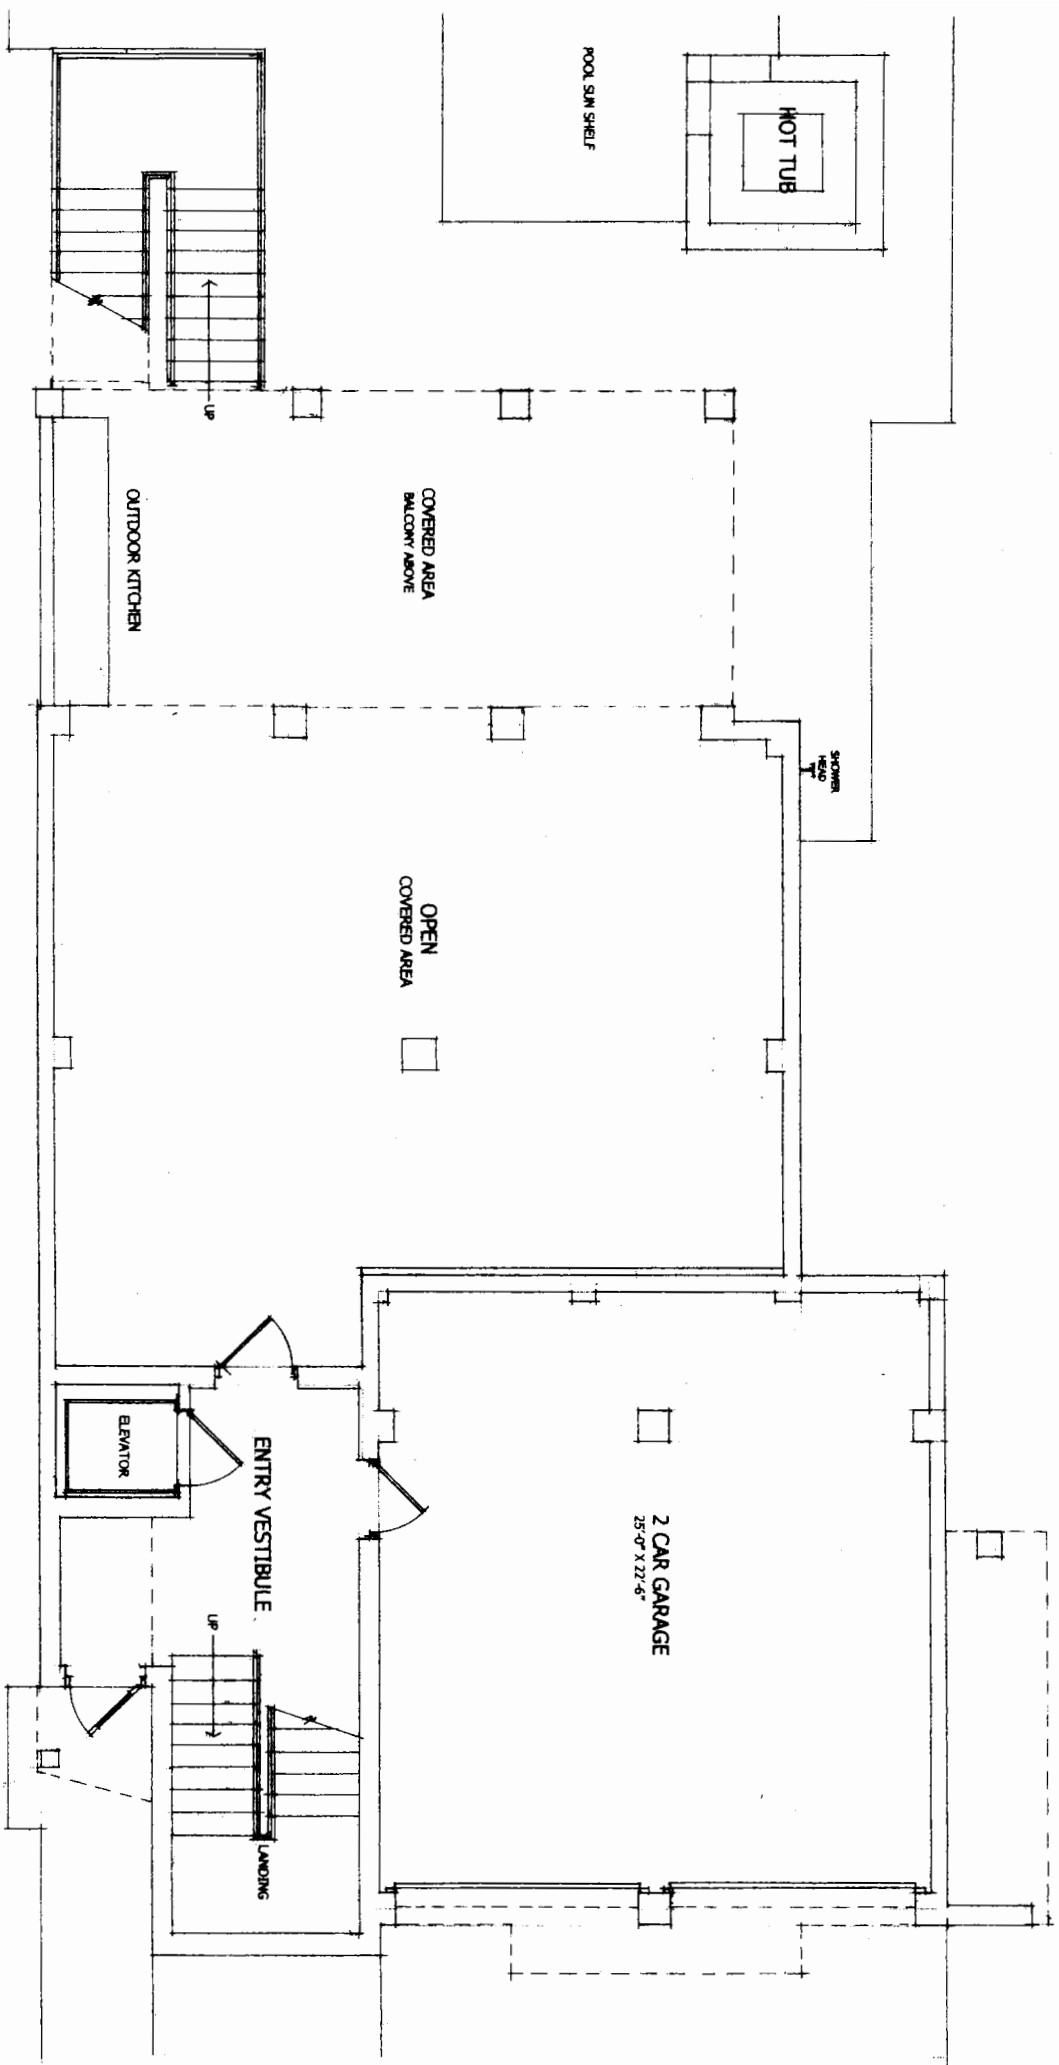 HOT TUB
POOL SUN SHELF
UP
COVERED AREA
BALCONY ABOVE
OUTDOOR KITCHEN
SHOWER
HEAD
OPEN
COVERED AREA
ELEVATOR
ENTRY VESTIBULE
2 CAR GARAGE
25'-0" X 22'-6"
UP
LANDING